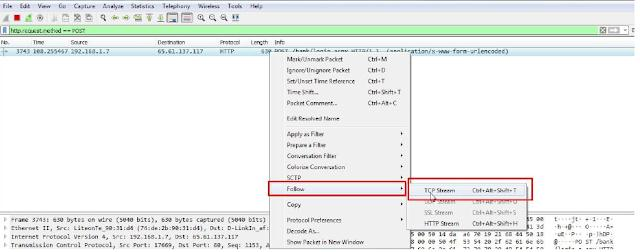 File Edit View Go Capture Analyze Statistics Telephony Wireless Tools Help
http.request.method == POST
No. Time Source Destination Protocol Length Info
3743 108.255467 192.168.1.7 65.61.137.117 HTTP 630 POST /bank/login.aspx HTTP/1.1 (application/x-www-form-urlencoded)
Mark/Unmark Packet Ctrl+M
Ignore/Unignore Packet Ctrl+D
Set/Unset Time Reference Ctrl+T
Time Shift... Ctrl+Shift+T
Packet Comment... Ctrl+Alt+C
Edit Resolved Name
Apply as Filter
Prepare a Filter
Conversation Filter
Colorize Conversation
SCTP
Follow
TCP Stream Ctrl+Alt+Shift+T
UDP Stream Ctrl+Alt+Shift+U
SSL Stream Ctrl+Alt+Shift+S
HTTP Stream Ctrl+Alt+Shift+H
Copy
Protocol Preferences
Decode As...
Show Packet in New Window
Frame 3743: 630 bytes on wire (5040 bits), 630 bytes captured (5040 bits)
Ethernet II, Src: LiteonTe_90:31:d4 (74:de:2b:90:31:d4), Dst: D-LinkIn_af:
Internet Protocol Version 4, Src: 192.168.1.7, Dst: 65.61.137.117
Transmission Control Protocol, Src Port: 17669, Dst Port: 80, Seq: 1153, A